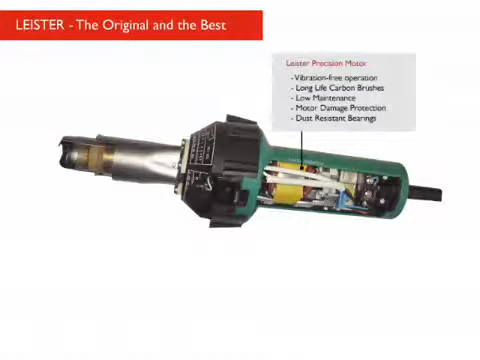 LEISTER - The Original and the Best
Leister Precision Motor
- Vibration-free operation
- Long Life Carbon Brushes
- Low Maintenance
- Motor Damage Protection
- Dust Resistant Bearings